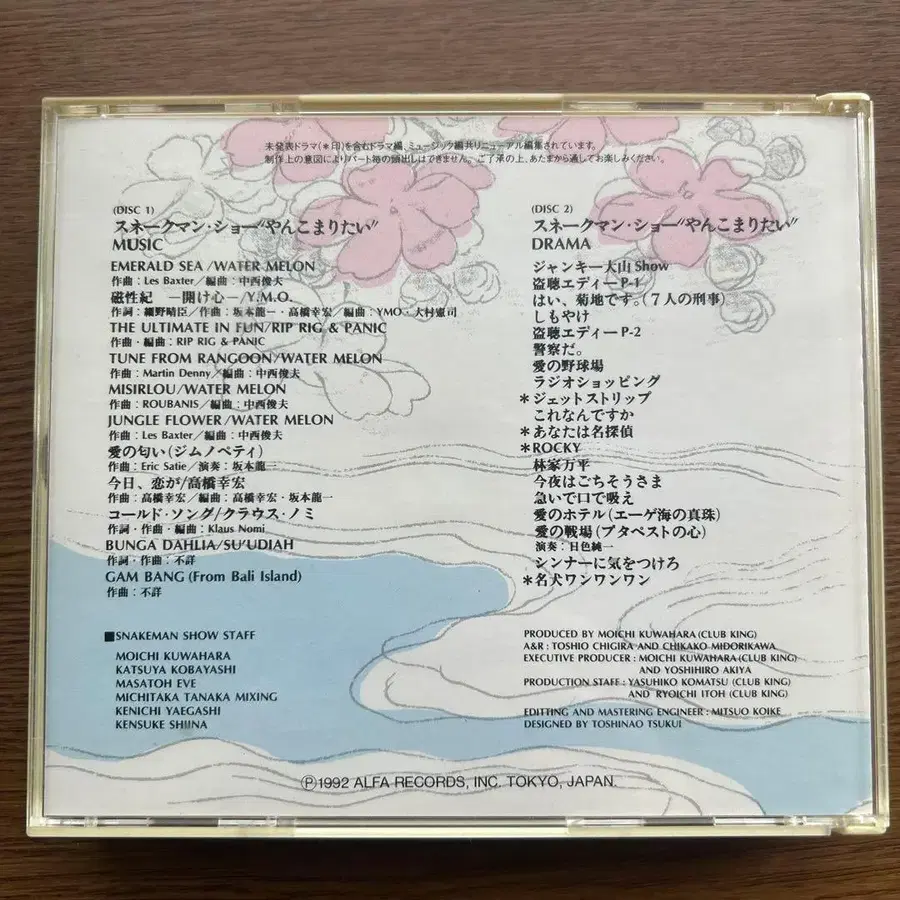 未発表ドラマ(＊印)を含むドラマ編、ミュージック編共リニューアル編集されています。
制作上の意図によりパート毎の頭出しはできません。ご了承の上、あたまから通してお楽しみください。
(DISC 1)
スネークマン・ショー“やんこまりたい”
MUSIC
EMERALD SEA/WATER MELON
作曲：Les Baxter/編曲：中西俊夫
磁性紀 —開け心—/Y.M.O.
作詞：細野晴臣/作曲：坂本龍一・高橋幸宏/編曲：YMO・大村憲司
THE ULTIMATE IN FUN/RIP RIG & PANIC
作曲・編曲：RIP RIG & PANIC
TUNE FROM RANGOON/WATER MELON
作曲：Martin Denny/編曲：中西俊夫
MISIRLOU/WATER MELON
作曲：ROUBANIS/編曲：中西俊夫
JUNGLE FLOWER/WATER MELON
作曲：Les Baxter/編曲：中西俊夫
愛の匂い(ジムノペティ)
作曲：Eric Satie/演奏：坂本龍一
今日、恋が/高橋幸宏
作曲：高橋幸宏/編曲：高橋幸宏・坂本龍一
コールド・ソング/クラウス・ノミ
作詞・作曲・編曲：Klaus Nomi
BUNGA DAHLIA/SU'UDIAH
作詞・作曲：不詳
GAM BANG(From Bali Island)
作曲：不詳
■SNAKEMAN SHOW STAFF
MOICHI KUWAHARA
KATSUYA KOBAYASHI
MASATOH EVE
MICHITAKA TANAKA MIXING
KENICHI YAEGASHI
KENSUKE SHIINA
(DISC 2)
スネークマン・ショー“やんこまりたい”
DRAMA
ジャンキー大山Show
盗聴エディーP-1
はい、菊地です。(７人の刑事)
しもやけ
盗聴エディーP-2
警察だ。
愛の野球場
ラジオショッピング
＊ジェットストリップ
これなんですか
＊あなたは名探偵
＊ROCKY
林家万平
今夜はごちそうさま
急いで口で吸え
愛のホテル(エーゲ海の真珠)
愛の戦場(ブタペストの心)
演奏：日色純一
シンナーに気をつけろ
＊名犬ワンワンワン
PRODUCED BY MOICHI KUWAHARA(CLUB KING)
A&R：TOSHIO CHIGIRA AND CHIKAKO MIDORIKAWA
EXECUTIVE PRODUCER：MOICHI KUWAHARA(CLUB KING)
AND YOSHIHIRO AKIYA
PRODUCTION STAFF：YASUHIKO KOMATSU(CLUB KING)
AND RYOICHI ITOH(CLUB KING)
EDITTING AND MASTERING ENGINEER：MITSUO KOIKE
DESIGNED BY TOSHINAO TSUKUI
Ⓟ1992 ALFA RECORDS, INC. TOKYO, JAPAN.